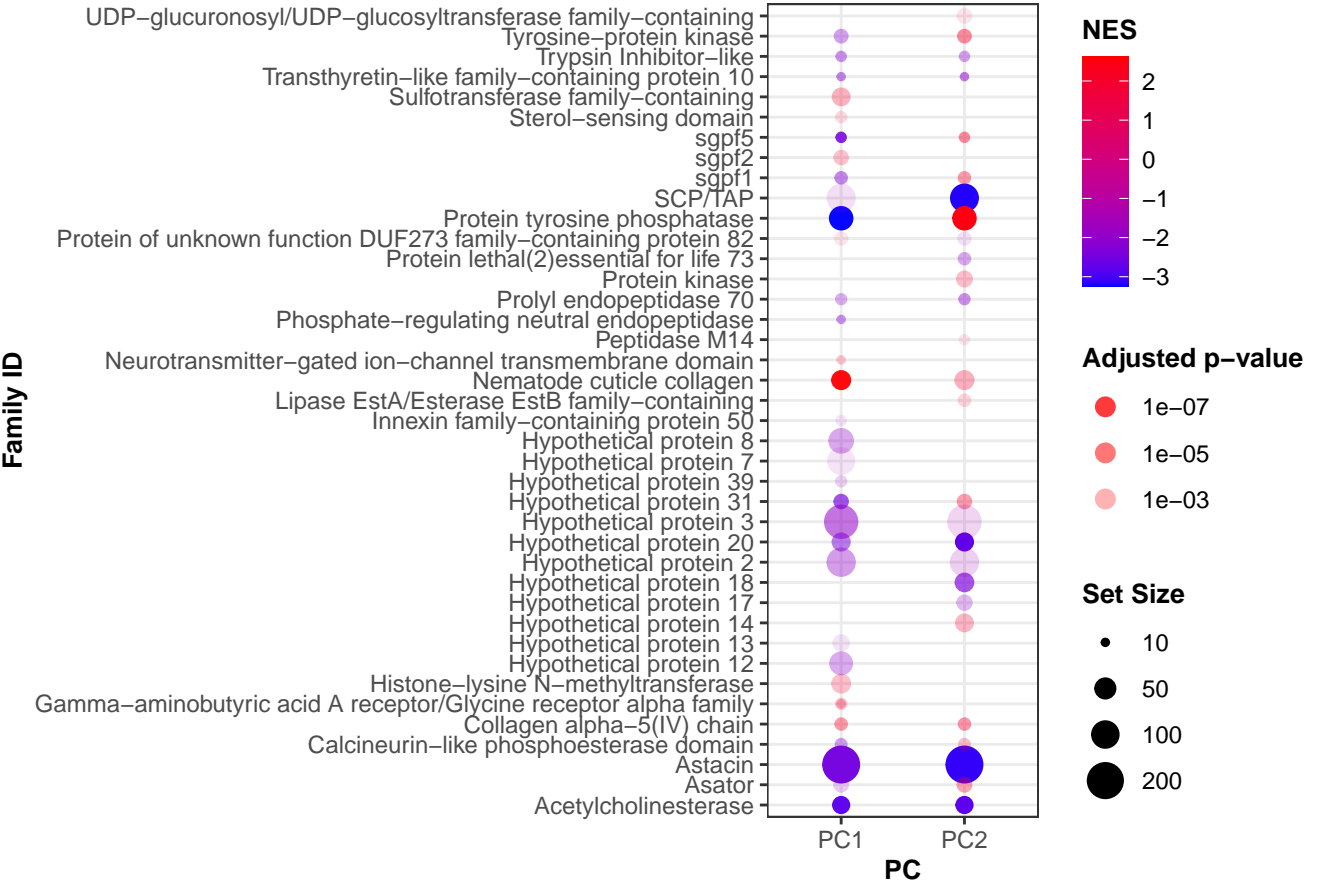 UDP−glucuronosyl/UDP−glucosyltransferase family−containing
Tyrosine−protein kinase
Trypsin Inhibitor−like
Transthyretin−like family−containing protein 10
Sulfotransferase family−containing
Sterol−sensing domain
sgpf5
sgpf2
sgpf1
SCP/TAP
Protein tyrosine phosphatase
Protein of unknown function DUF273 family−containing protein 82
Protein lethal(2)essential for life 73
Protein kinase
Prolyl endopeptidase 70
Phosphate−regulating neutral endopeptidase
Peptidase M14
Neurotransmitter−gated ion−channel transmembrane domain
Nematode cuticle collagen
Lipase EstA/Esterase EstB family−containing
Innexin family−containing protein 50
Hypothetical protein 8
Hypothetical protein 7
Hypothetical protein 39
Hypothetical protein 31
Hypothetical protein 3
Hypothetical protein 20
Hypothetical protein 2
Hypothetical protein 18
Hypothetical protein 17
Hypothetical protein 14
Hypothetical protein 13
Hypothetical protein 12
Histone−lysine N−methyltransferase
Gamma−aminobutyric acid A receptor/Glycine receptor alpha family
Collagen alpha−5(IV) chain
Calcineurin−like phosphoesterase domain
Astacin
Asator
Acetylcholinesterase
Family ID
PC1 PC2
PC
NES
2
1
0
−1
−2
−3
Adjusted p−value
1e−07
1e−05
1e−03
Set Size
10
50
100
200